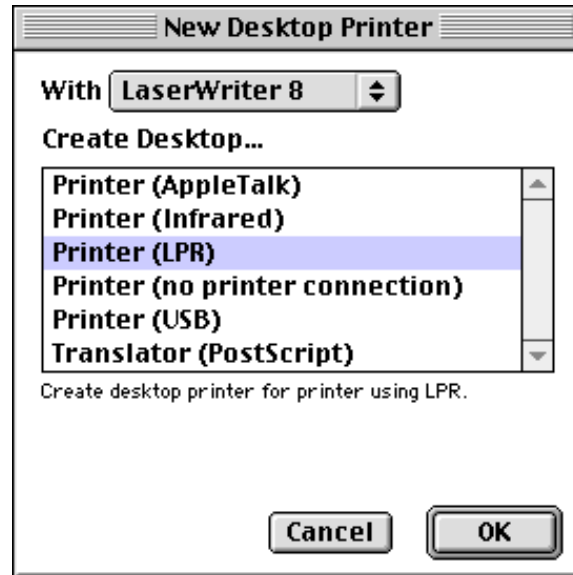 New Desktop Printer
With LaserWriter 8
Create Desktop...
Printer (AppleTalk)
Printer (Infrared)
Printer (LPR)
Printer (no printer connection)
Printer (USB)
Translator (PostScript)
Create desktop printer for printer using LPR.
Cancel OK